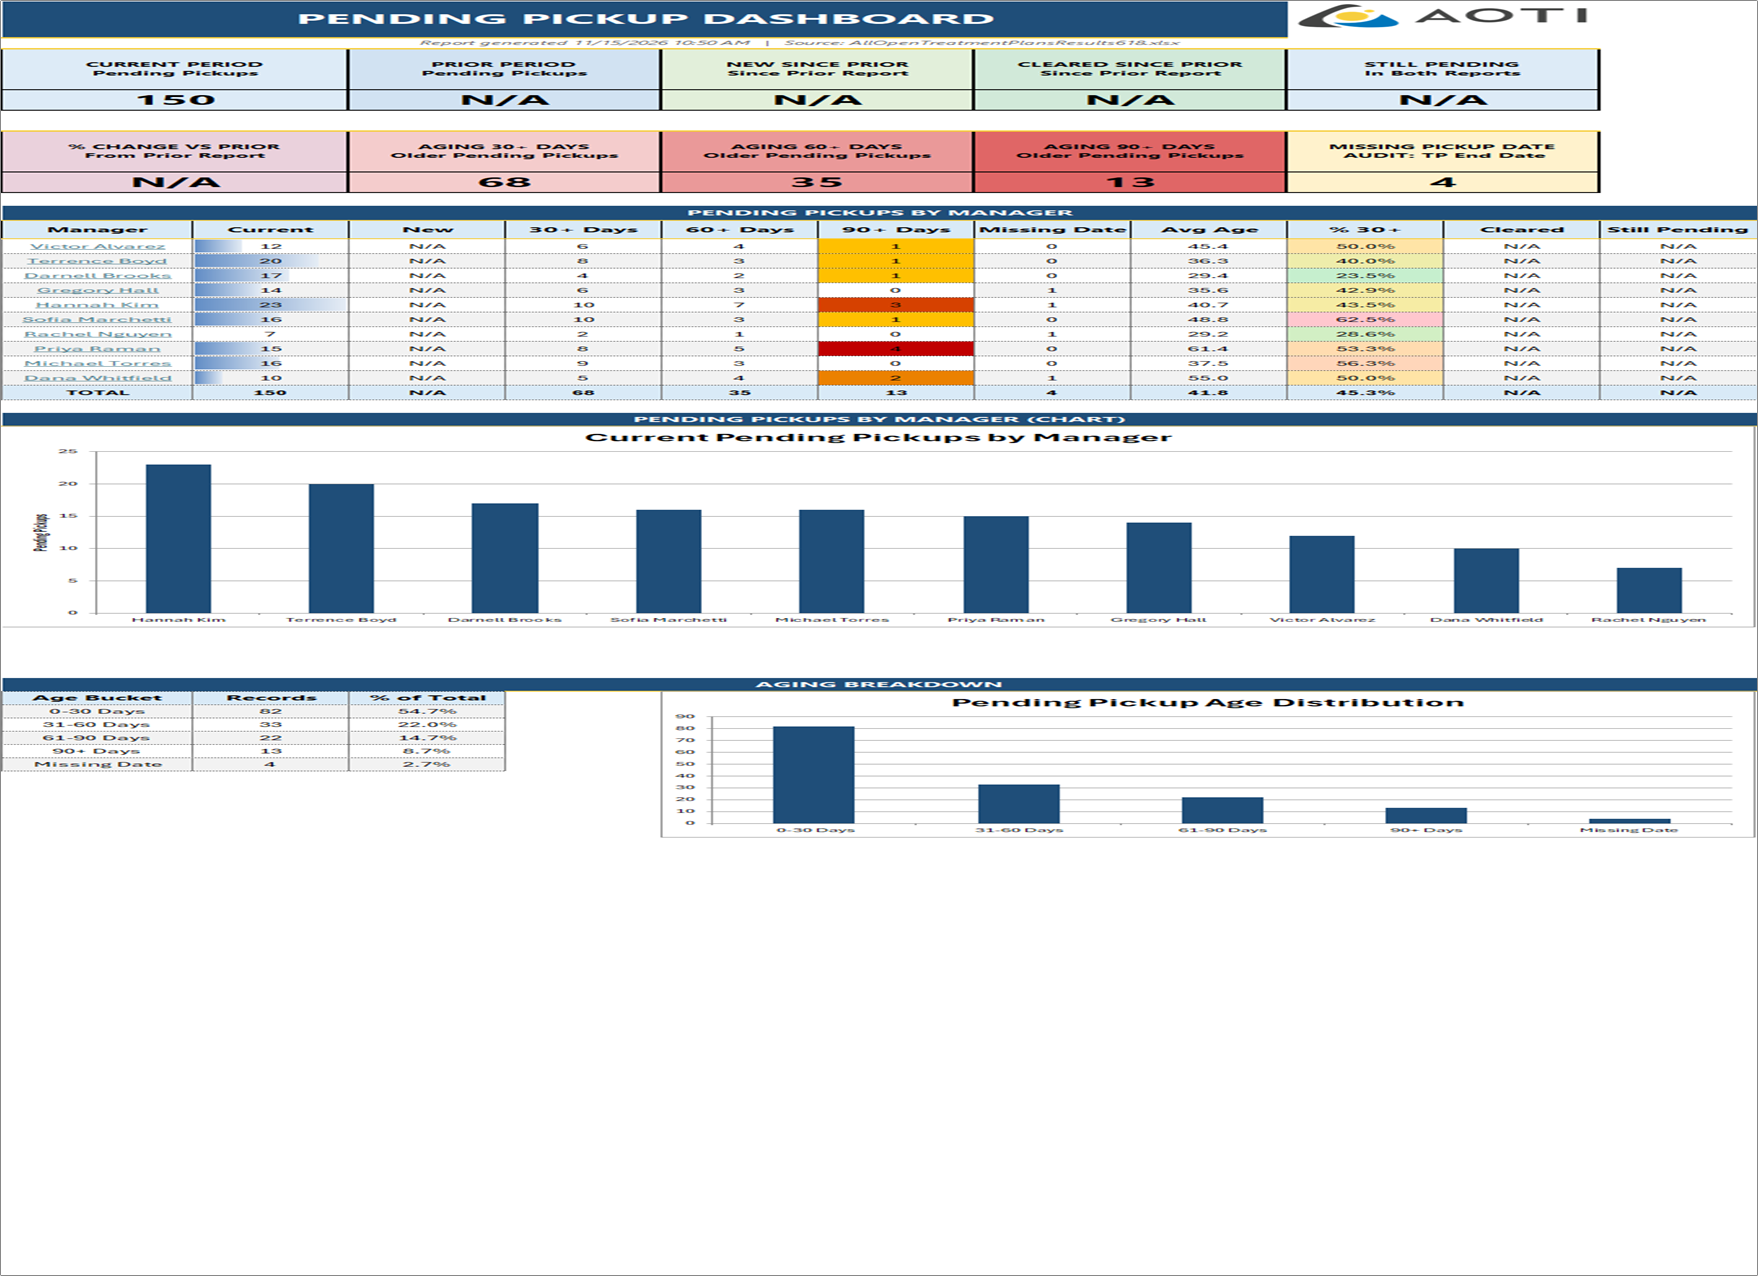 PENDING PICKUP DASHBOARD
AOTI
Report generated 11/15/2026 10:50 AM | Source: AllOpenTreatmentPlansResults618.xlsx
CURRENT PERIOD PRIOR PERIOD NEW SINCE PRIOR CLEARED SINCE PRIOR STILL PENDING
Pending Pickups Pending Pickups Since Prior Report Since Prior Report In Both Reports
150 N/A N/A N/A N/A
% CHANGE VS PRIOR AGING 30+ DAYS AGING 60+ DAYS AGING 90+ DAYS MISSING PICKUP DATE
From Prior Report Older Pending Pickups Older Pending Pickups Older Pending Pickups AUDIT: TP End Date
N/A 68 35 13 4
PENDING PICKUPS BY MANAGER
Manager Current New 30+ Days 60+ Days 90+ Days Missing Date Avg Age % 30+ Cleared Still Pending
Victor Alvarez 12 N/A 6 4 1 0 45.4 50.0% N/A N/A
Terrence Boyd 20 N/A 8 3 1 0 36.3 40.0% N/A N/A
Darnell Brooks 17 N/A 4 2 1 0 29.4 23.5% N/A N/A
Gregory Hall 14 N/A 6 3 0 1 35.6 42.9% N/A N/A
Hannah Kim 23 N/A 10 7 3 1 40.7 43.5% N/A N/A
Sofia Marchetti 16 N/A 10 3 1 0 48.8 62.5% N/A N/A
Rachel Nguyen 7 N/A 2 1 0 1 29.2 28.6% N/A N/A
Priya Raman 15 N/A 8 5 4 0 61.4 53.3% N/A N/A
Michael Torres 16 N/A 9 3 0 0 37.5 56.3% N/A N/A
Dana Whitfield 10 N/A 5 4 2 1 55.0 50.0% N/A N/A
TOTAL 150 N/A 68 35 13 4 41.8 45.3% N/A N/A
PENDING PICKUPS BY MANAGER (CHART)
Current Pending Pickups by Manager
Pending Pickups
25
20
15
10
5
0
Hannah Kim Terrence Boyd Darnell Brooks Sofia Marchetti Michael Torres Priya Raman Gregory Hall Victor Alvarez Dana Whitfield Rachel Nguyen
AGING BREAKDOWN
Age Bucket Records % of Total
0-30 Days 82 54.7%
31-60 Days 33 22.0%
61-90 Days 22 14.7%
90+ Days 13 8.7%
Missing Date 4 2.7%
Pending Pickup Age Distribution
90
80
70
60
50
40
30
20
10
0
0-30 Days 31-60 Days 61-90 Days 90+ Days Missing Date